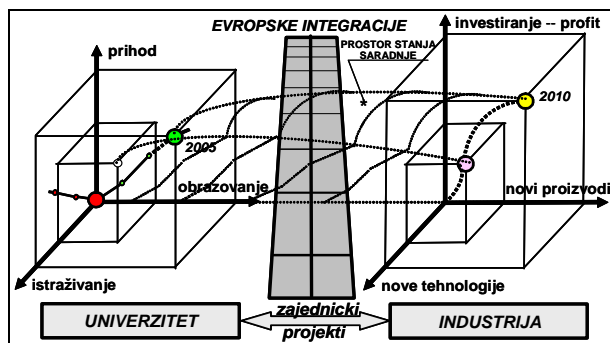 EVROPSKE INTEGRACIJE
investiranje -- profit
prihod
PROSTOR STANJA
SARADNJE
2010
2005
obrazovanje
novi proizvodi
istraživanje
nove tehnologije
zajednicki
projekti
UNIVERZITET
INDUSTRIJA